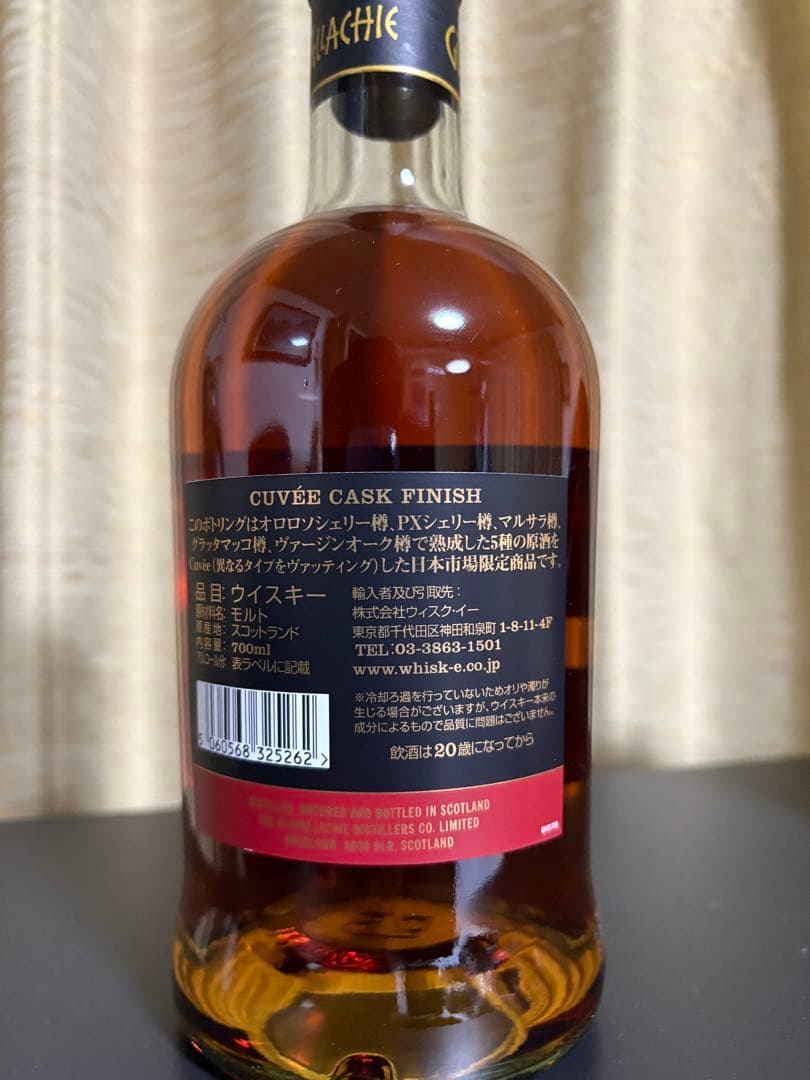 LLACHIE G
CUVÉE CASK FINISH
このボトリングはオロロソシェリー樽、PXシェリー樽、マルサラ樽、
グラッタマッコ樽、ヴァージンオーク樽で熟成した5種の原酒を
Cuvée（異なるタイプをヴァッティング）した日本市場限定商品です。
品 目：ウイスキー
原材料名：モルト
原 産 地：スコットランド
内 容 量：700ml
アルコール分：表ラベルに記載
輸入者及び引取先：
株式会社ウィスク・イー
東京都千代田区神田和泉町 1-8-11-4F
TEL：03-3863-1501
www.whisk-e.co.jp
※冷却ろ過を行っていないためオリや濁りが
生じる場合がございますが、ウイスキー本来の
成分によるもので品質に問題はございません。
飲酒は20歳になってから
5 060568 325262 >
DISTILLED, MATURED AND BOTTLED IN SCOTLAND
THE GLENALLACHIE DISTILLERS CO. LIMITED
ABERLOUR, AB38 9LR, SCOTLAND